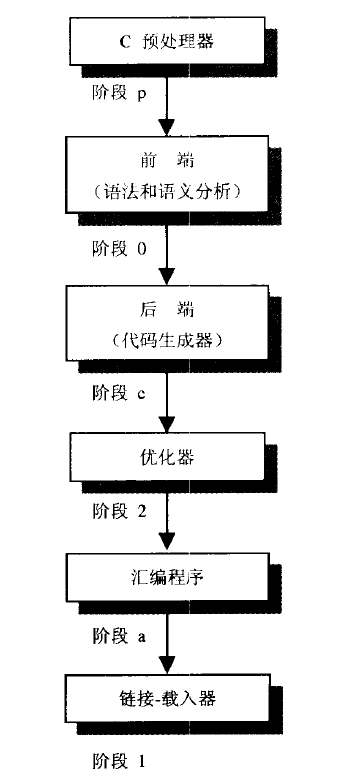 C 预处理器
阶段 p
前 端
（语法和语义分析）
阶段 0
后 端
（代码生成器）
阶段 c
优化器
阶段 2
汇编程序
阶段 a
链接-载入器
阶段 1